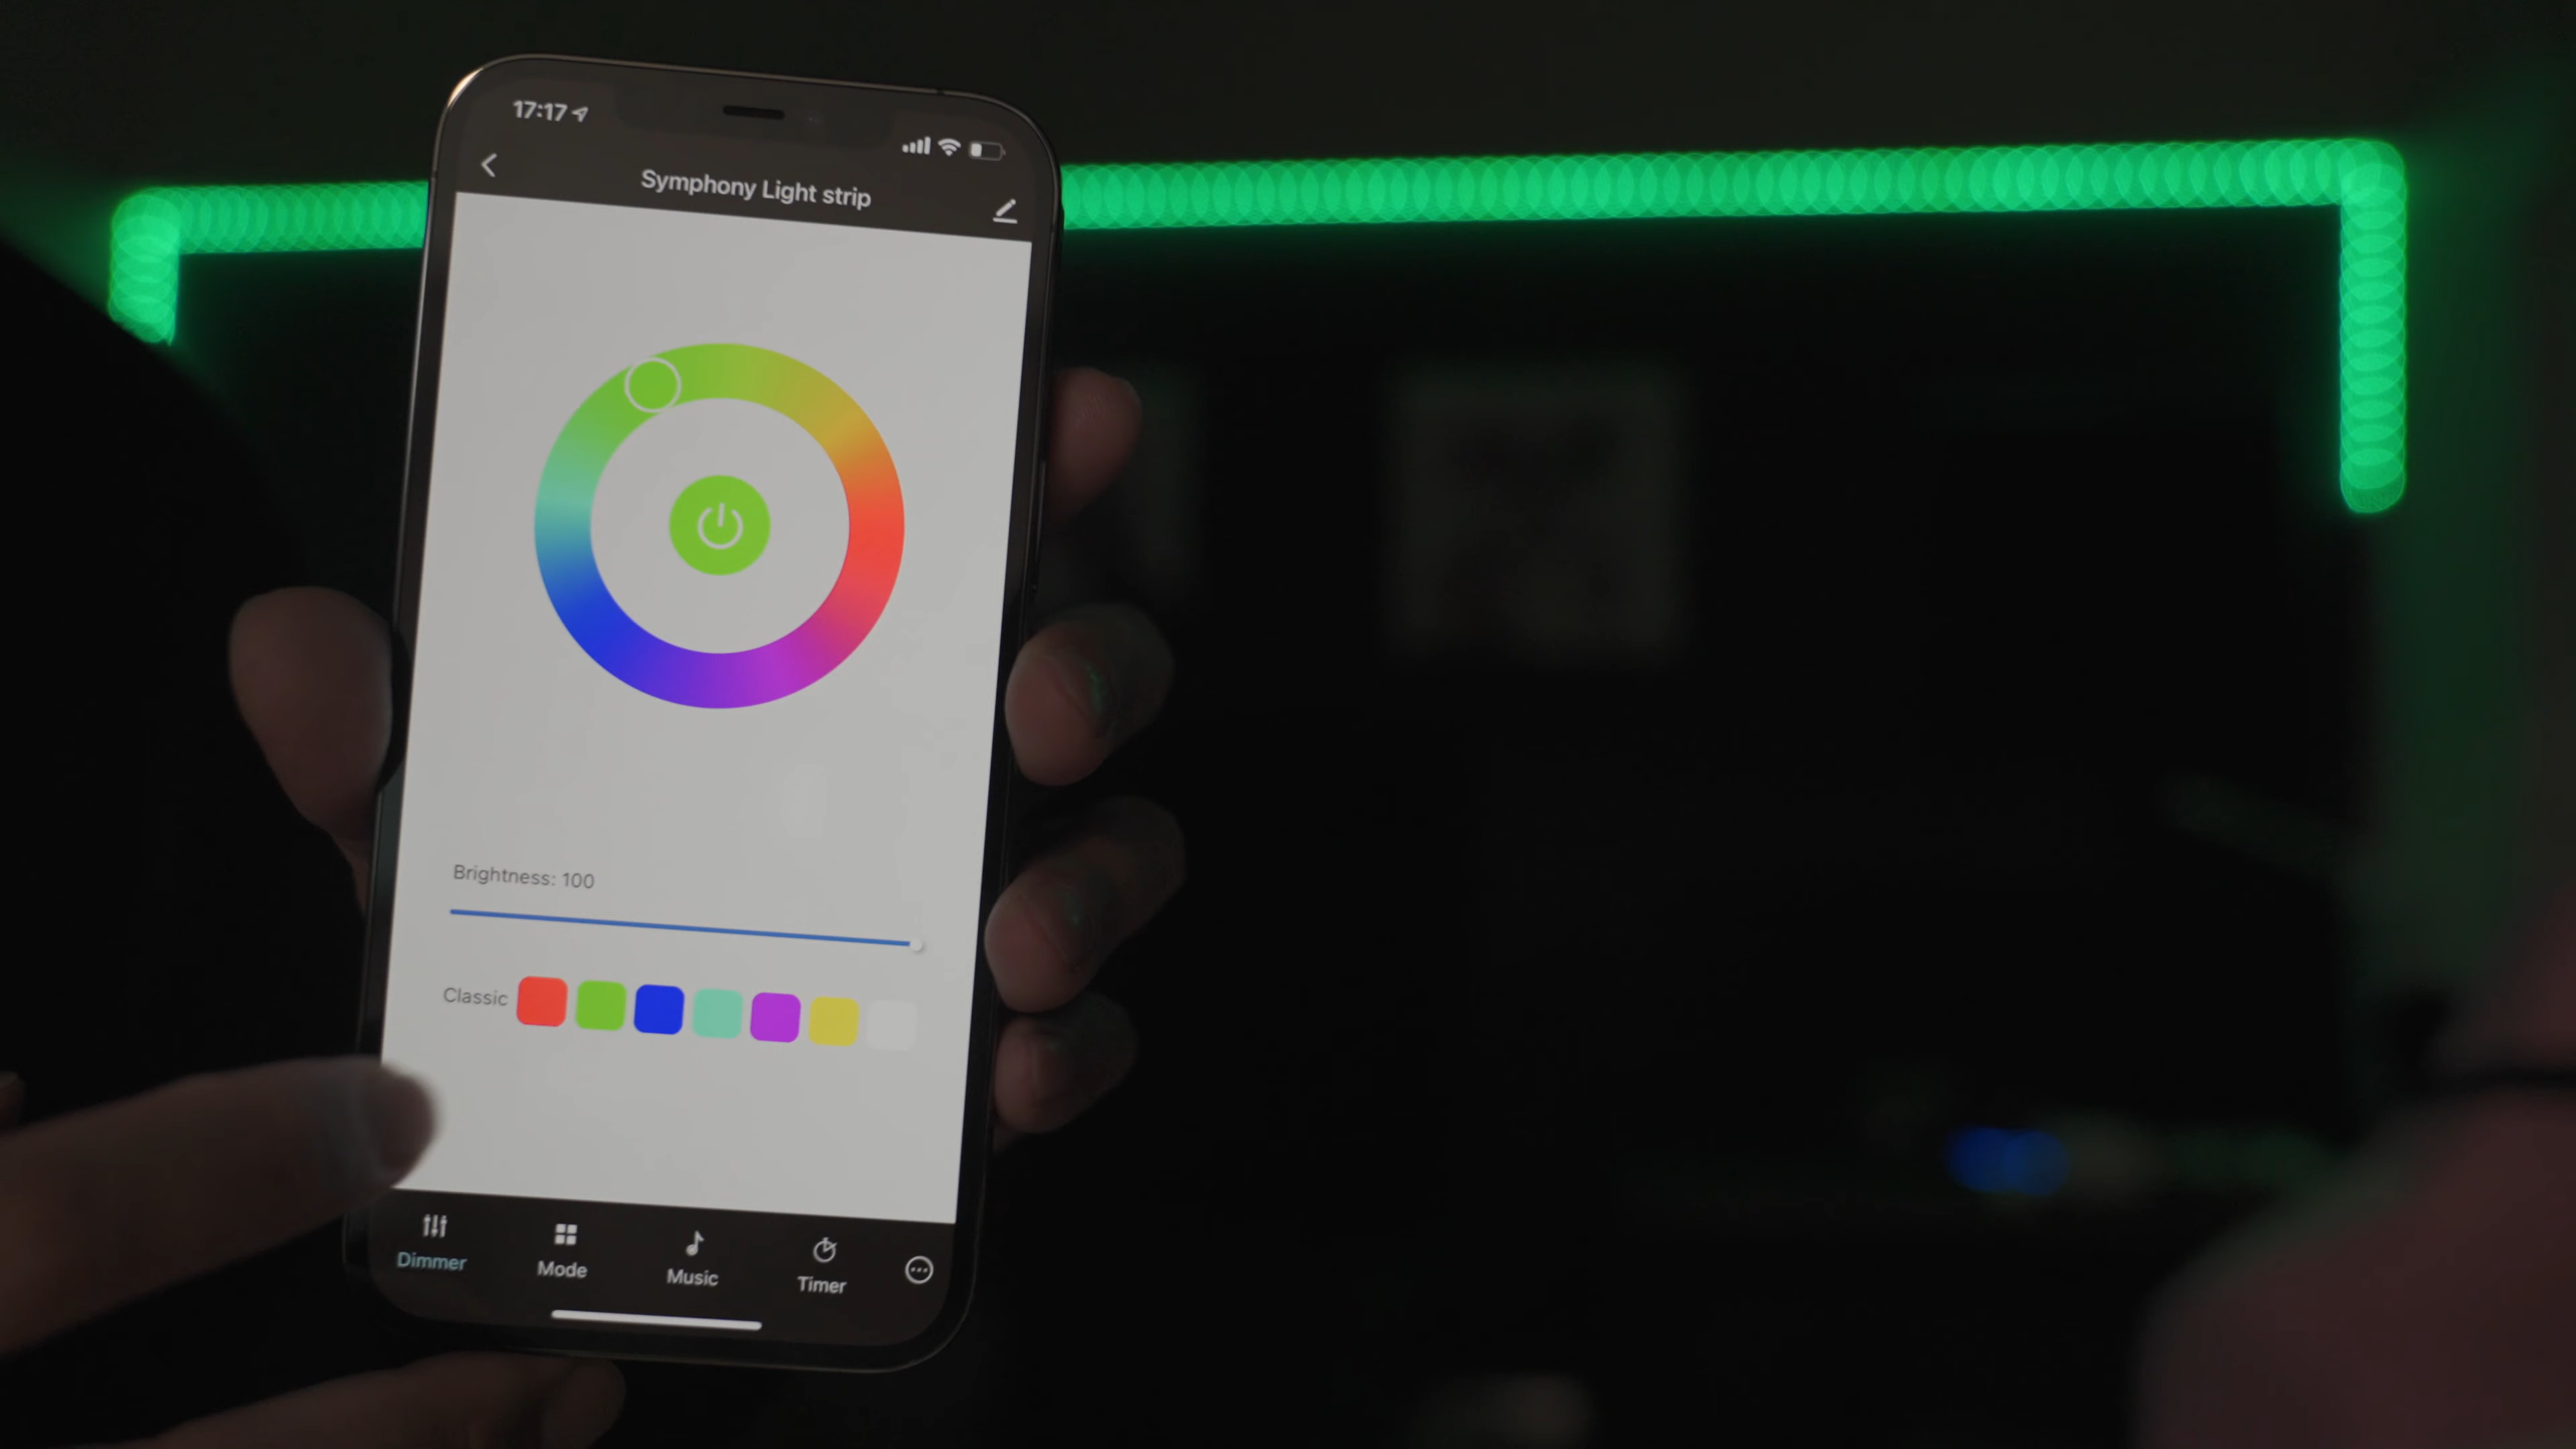 17:17
Symphony Light strip
Brightness: 100
Classic
Dimmer
Mode
Music
Timer